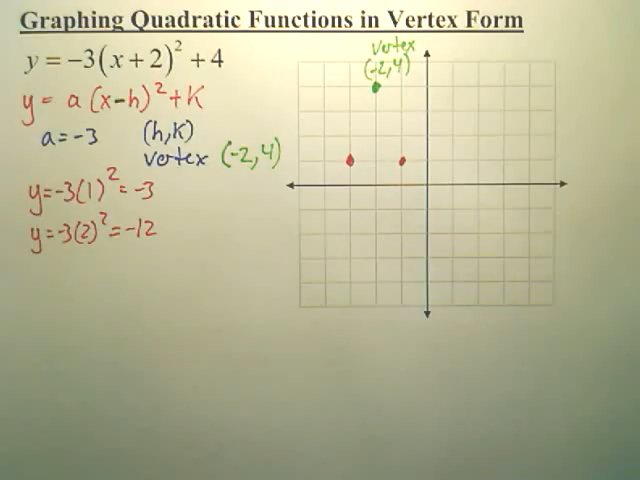 Graphing Quadratic Functions in Vertex Form
y = −3(x + 2)² + 4
y = a (x−h)² + K
a = −3 (h,K)
vertex (−2,4)
y=−3(1)² = −3
y=−3(2)² = −12
vertex
(−2,4)